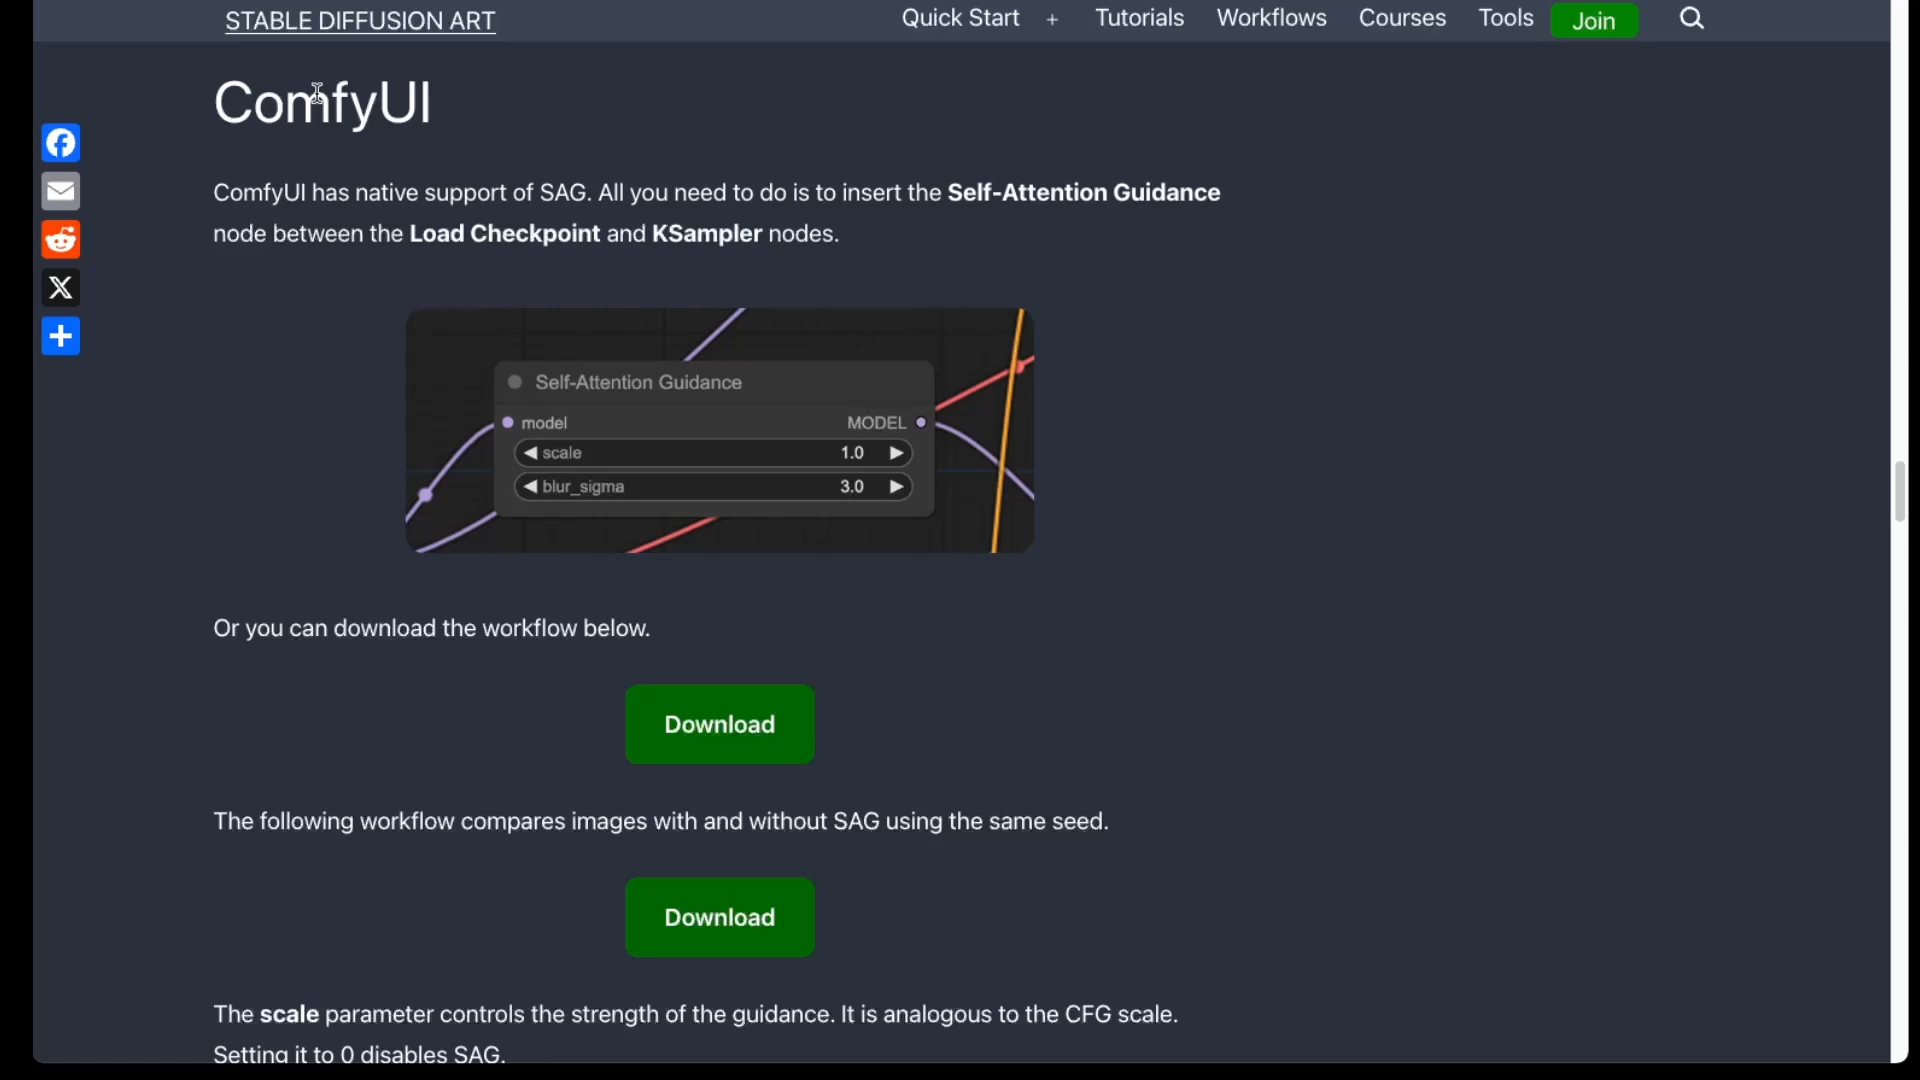 STABLE DIFFUSION ART
Quick Start + Tutorials Workflows Courses Tools Join
ComfyUI
ComfyUI has native support of SAG. All you need to do is to insert the Self-Attention Guidance
node between the Load Checkpoint and KSampler nodes.
Self-Attention Guidance
model MODEL
scale 1.0
blur_sigma 3.0
Or you can download the workflow below.
Download
The following workflow compares images with and without SAG using the same seed.
Download
The scale parameter controls the strength of the guidance. It is analogous to the CFG scale.
Setting it to 0 disables SAG.